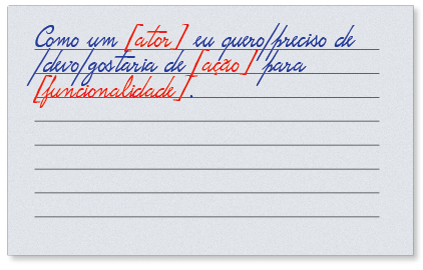 Como um [ator] eu quero/preciso de
/devo/gostaria de [ação] para
[funcionalidade].